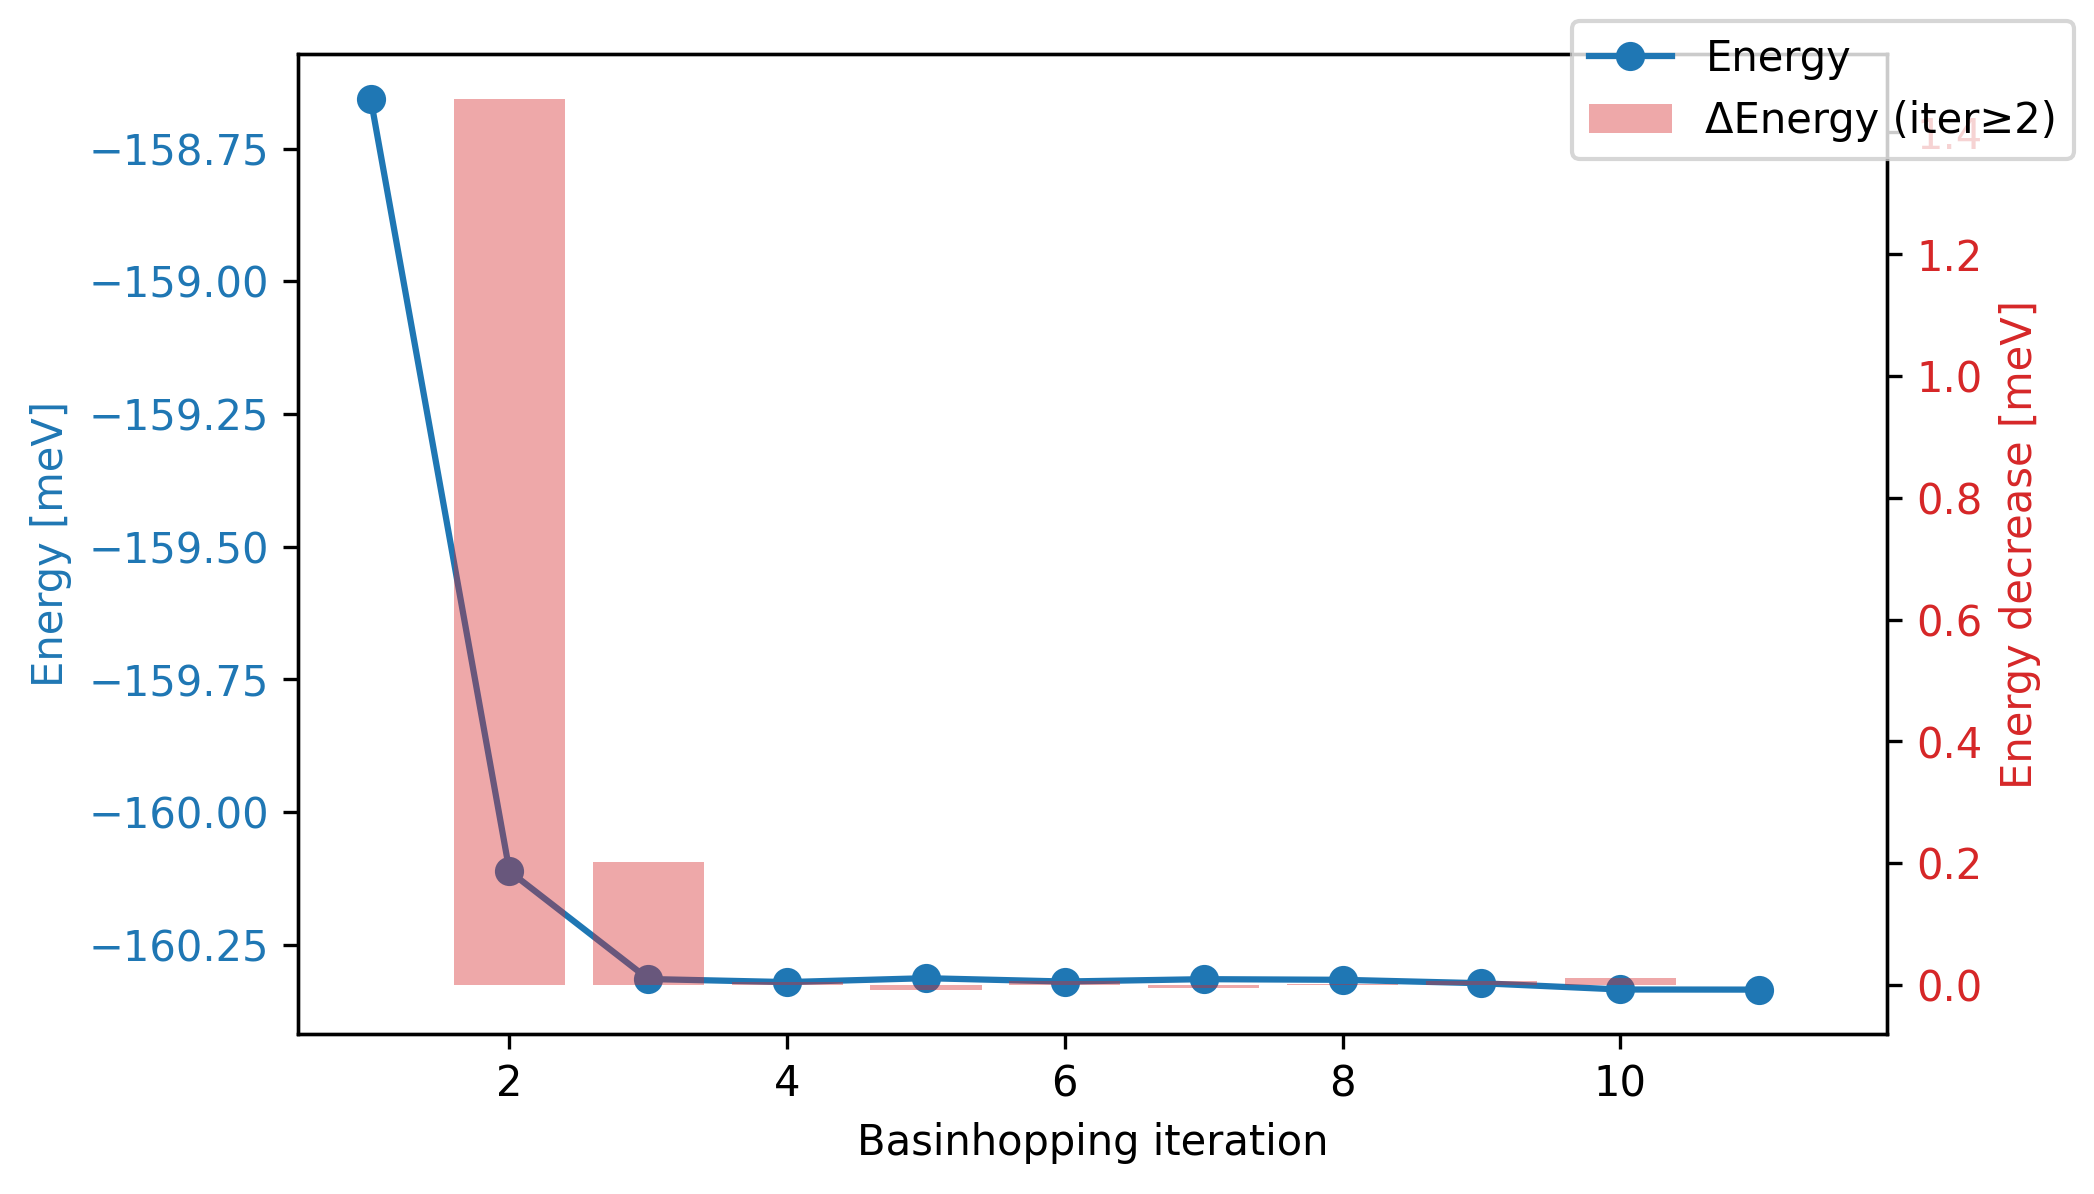 Energy
ΔEnergy (iter≥2)
−158.75
−159.00
−159.25
−159.50
−159.75
−160.00
−160.25
Energy [meV]
1.4
1.2
1.0
0.8
0.6
0.4
0.2
0.0
Energy decrease [meV]
2 4 6 8 10
Basinhopping iteration